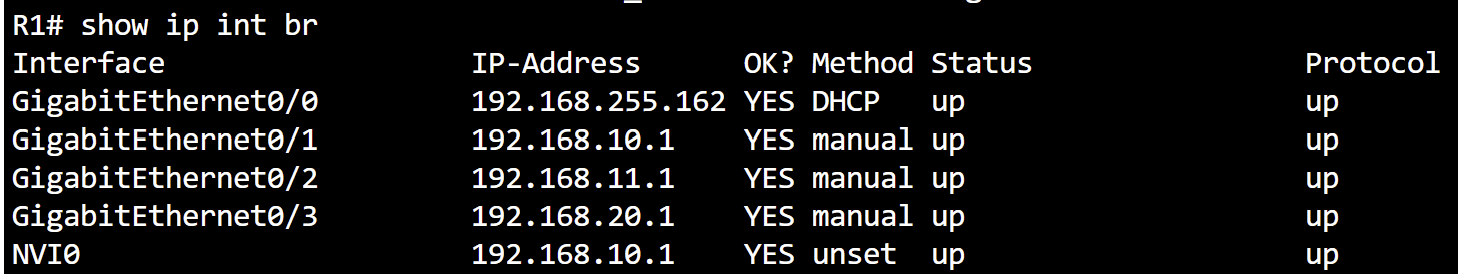 R1# show ip int br
Interface IP-Address OK? Method Status Protocol
GigabitEthernet0/0 192.168.255.162 YES DHCP up up
GigabitEthernet0/1 192.168.10.1 YES manual up up
GigabitEthernet0/2 192.168.11.1 YES manual up up
GigabitEthernet0/3 192.168.20.1 YES manual up up
NVI0 192.168.10.1 YES unset up up